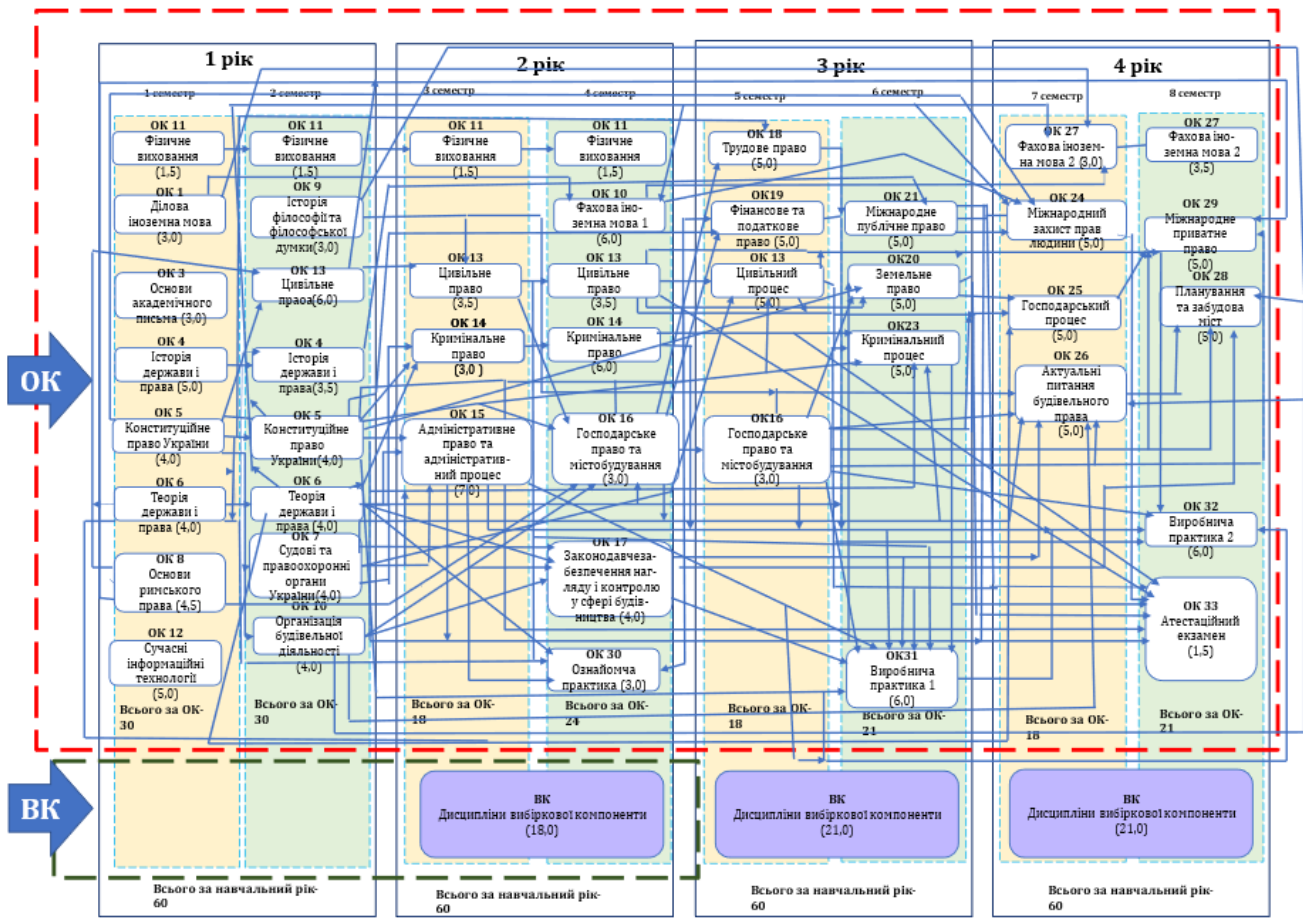 ОК
ВК
1 рік
1 семестр
ОК 11
Фізичне
виховання
(1,5)
ОК 1
Ділова
іноземна мова
(3,0)
ОК 3
Основи
академічного
письма (3,0)
ОК 4
Історія
держави і
права (5,0)
ОК 5
Конституційне
право України
(4,0)
ОК 6
Теорія
держави і
права (4,0)
ОК 8
Основи
римського
права (4,5)
ОК 12
Сучасні
інформаційні
технології
(5,0)
Всього за ОК-
30
2 семестр
ОК 11
Фізичне
виховання
(1,5)
ОК 9
Історія
філософії та
філософської
думки(3,0)
ОК 13
Цивільне
праоа(6,0)
ОК 4
Історія
держави і
права(3,5)
ОК 5
Конституційне
право
України(4,0)
ОК 6
Теорія
держави і
права (4,0)
ОК 7
Судові та
правоохоронні
органи
України(4,0)
ОК 10
Організація
будівельної
діяльності
(4,0)
Всього за ОК-
30
Всього за навчальний рік-
60
2 рік
3 семестр
ОК 11
Фізичне
виховання
(1,5)
ОК 13
Цивільне
право
(3,5)
ОК 14
Кримінальне
право
(3,0 )
ОК 15
Адміністративне
право та
адміністратив-
ний процес
(7,0)
Всього за ОК-
18
4 семестр
ОК 11
Фізичне
виховання
(1,5)
ОК 10
Фахова іно-
земна мова 1
(6,0)
ОК 13
Цивільне
право
(3,5)
ОК 14
Кримінальне
право
(6,0)
ОК 16
Господарське
право та
містобудування
(3,0)
ОК 17
Законодавчеза-
безпечення наг-
ляду і контролю
у сфері будів-
ництва (4,0)
ОК 30
Ознайомча
практика (3,0)
Всього за ОК-
24
ВК
Дисципліни вибіркової компоненти
(18,0)
Всього за навчальний рік-
60
3 рік
5 семестр
ОК 18
Трудове право
(5,0)
ОК19
Фінансове та
податкове
право (5,0)
ОК 13
Цивільний
процес
(5,0)
ОК16
Господарське
право та
містобудування
(3,0)
Всього за ОК-
18
6 семестр
ОК 21
Міжнародне
публічне право
(5,0)
ОК20
Земельне
право
(5,0)
ОК23
Кримінальний
процес
(5,0)
ОК31
Виробнича
практика 1
(6,0)
Всього за ОК-
21
ВК
Дисципліни вибіркової компоненти
(21,0)
Всього за навчальний рік-
60
4 рік
7 семестр
ОК 27
Фахова інозем-
на мова 2 (3,0)
ОК 24
Міжнародний
захист прав
людини (5,0)
ОК 25
Господарський
процес
(5,0)
ОК 26
Актуальні
питання
будівельного
права
(5,0)
Всього за ОК-
18
8 семестр
ОК 27
Фахова іно-
земна мова 2
(3,5)
ОК 29
Міжнародне
приватне
право
(5,0)
ОК 28
Планування
та забудова
міст
(5,0)
ОК 32
Виробнича
практика 2
(6,0)
ОК 33
Атестаційний
екзамен
(1,5)
Всього за ОК-
21
ВК
Дисципліни вибіркової компоненти
(21,0)
Всього за навчальний рік-
60